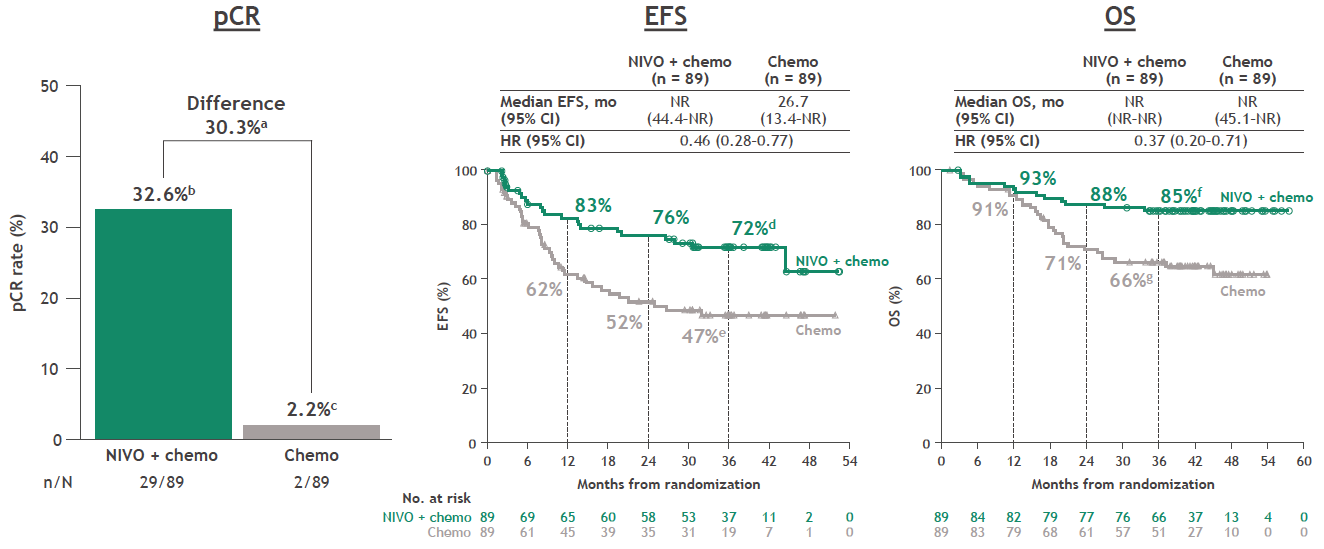 pCR
50
40
30
20
10
0
pCR rate (%)
Difference
30.3%a
32.6%b
2.2%c
NIVO + chemo Chemo
n/N 29/89 2/89
EFS
NIVO + chemo Chemo
(n = 89) (n = 89)
Median EFS, mo NR 26.7
(95% CI) (44.4-NR) (13.4-NR)
HR (95% CI) 0.46 (0.28-0.77)
100
80
60
40
20
0
EFS (%)
83%
76%
72%d
NIVO + chemo
62%
52%
47%e
Chemo
0 6 12 18 24 30 36 42 48 54
Months from randomization
No. at risk
NIVO + chemo 89 69 65 60 58 53 37 11 2 0
Chemo 89 61 45 39 35 31 19 7 1 0
OS
NIVO + chemo Chemo
(n = 89) (n = 89)
Median OS, mo NR NR
(95% CI) (NR-NR) (45.1-NR)
HR (95% CI) 0.37 (0.20-0.71)
100
80
60
40
20
0
OS (%)
93%
88%
85%f
NIVO + chemo
91%
71%
66%g
Chemo
0 6 12 18 24 30 36 42 48 54 60
Months from randomization
89 84 82 79 77 76 66 37 13 4 0
89 83 79 68 61 57 51 27 10 0 0